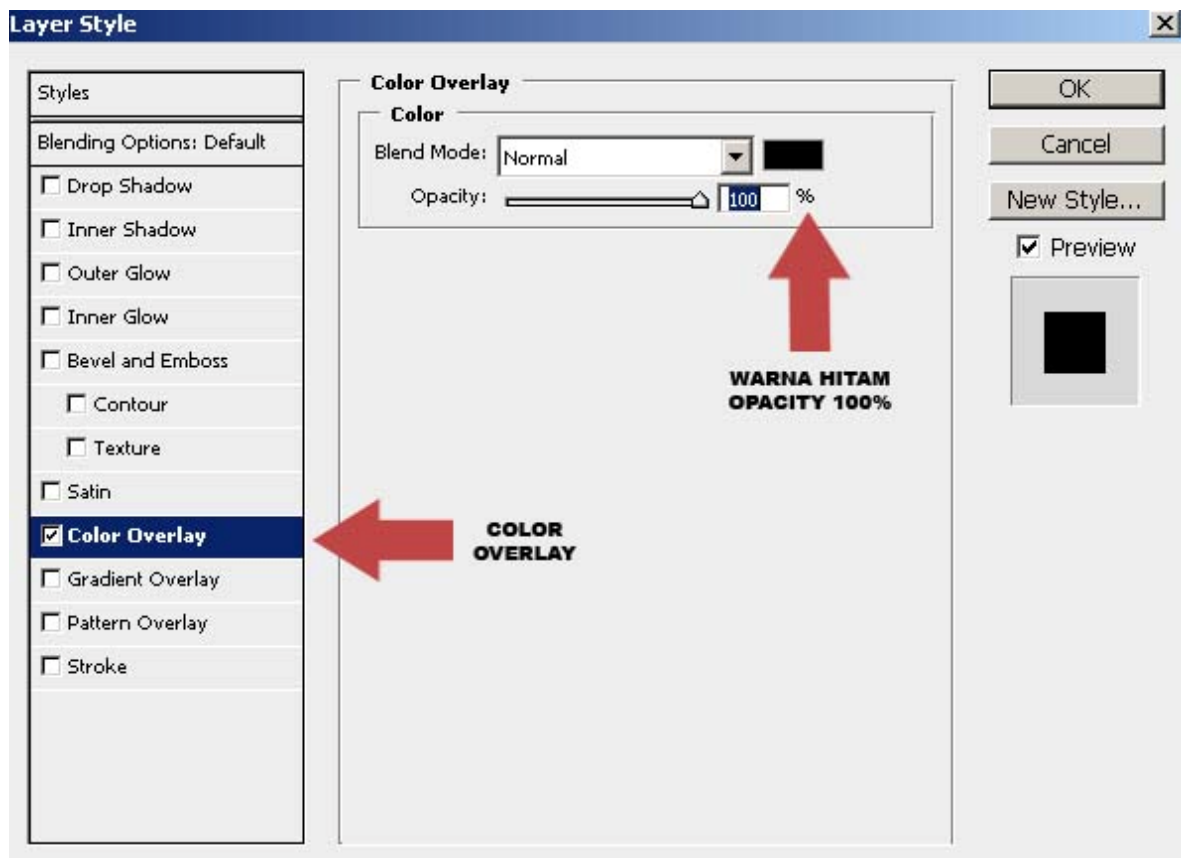 Layer Style
Styles
Blending Options: Default
Drop Shadow
Inner Shadow
Outer Glow
Inner Glow
Bevel and Emboss
Contour
Texture
Satin
Color Overlay
Gradient Overlay
Pattern Overlay
Stroke
Color Overlay
Color
Blend Mode: Normal
Opacity: 100 %
WARNA HITAM
OPACITY 100%
COLOR
OVERLAY
OK
Cancel
New Style...
Preview